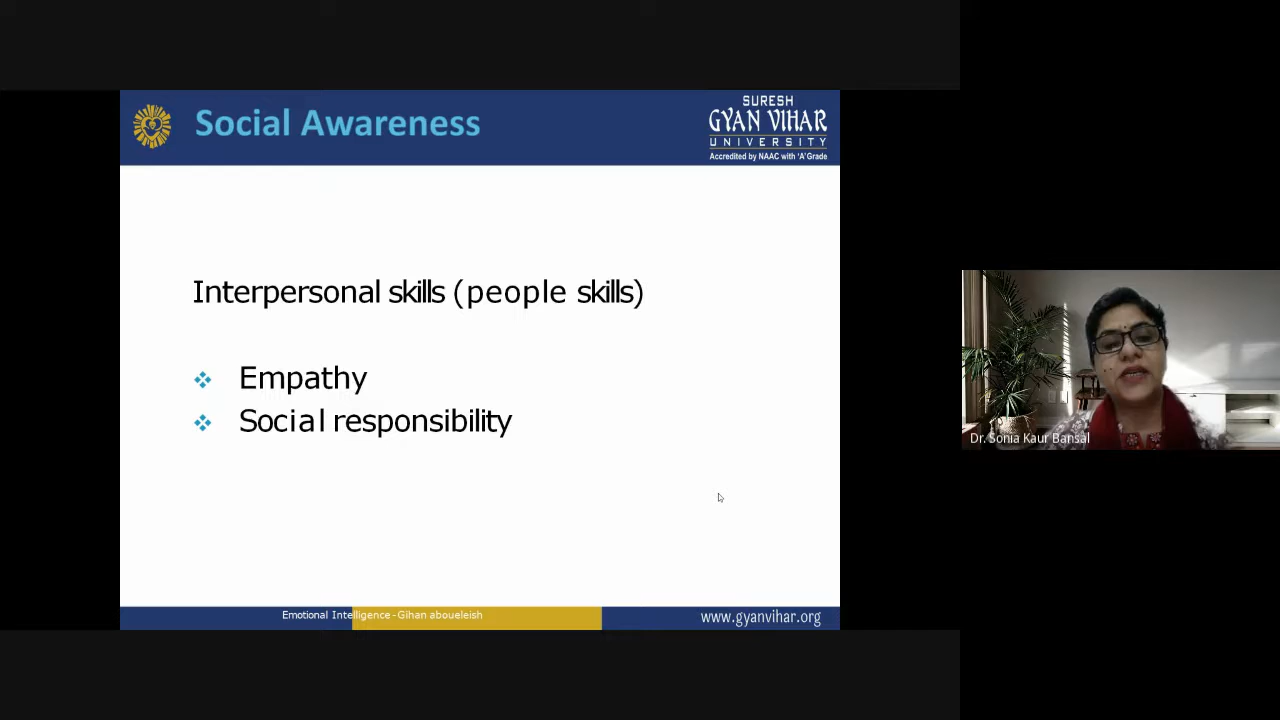 Social Awareness
SURESH
GYAN VIHAR
UNIVERSITY
Accredited by NAAC with 'A' Grade
Interpersonal skills (people skills)
❖ Empathy
❖ Social responsibility
Dr. Sonia Kaur Bansal
Emotional Intelligence - Gihan aboueleish
www.gyanvihar.org